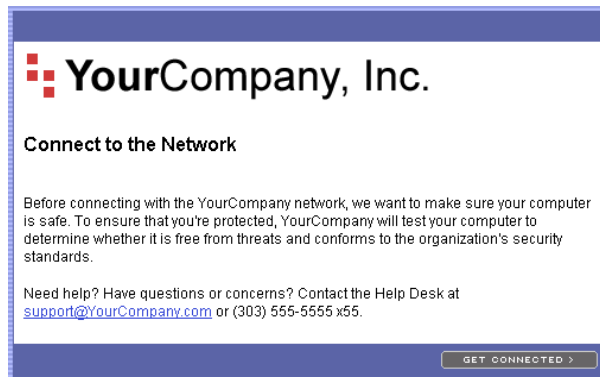 YourCompany, Inc.
Connect to the Network
Before connecting with the YourCompany network, we want to make sure your computer
is safe. To ensure that you're protected, YourCompany will test your computer to
determine whether it is free from threats and conforms to the organization's security
standards.
Need help? Have questions or concerns? Contact the Help Desk at
support@YourCompany.com or (303) 555-5555 x55.
GET CONNECTED >